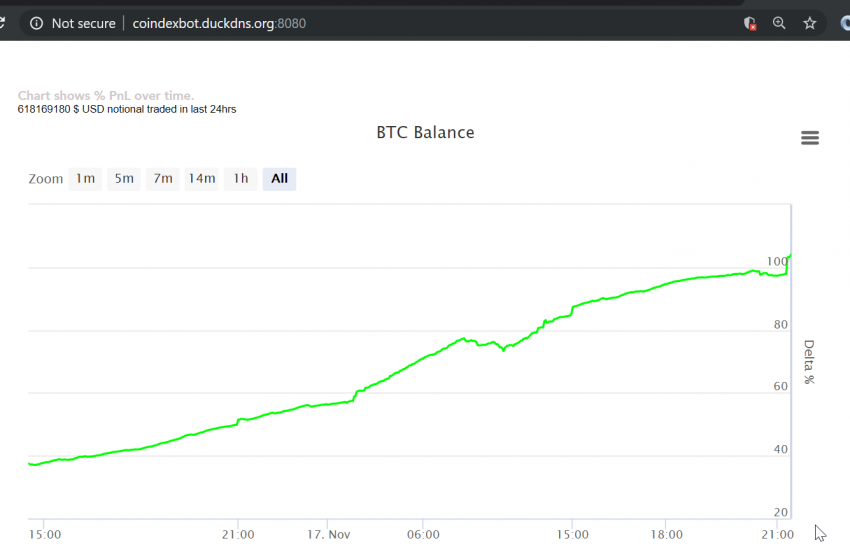 Not secure | coindexbot.duckdns.org:8080
Chart shows % PnL over time.
618169180 $ USD notional traded in last 24hrs
BTC Balance
Zoom 1m 5m 7m 14m 1h All
100
80
60
40
20
Delta %
15:00 21:00 17. Nov 06:00 15:00 18:00 21:00